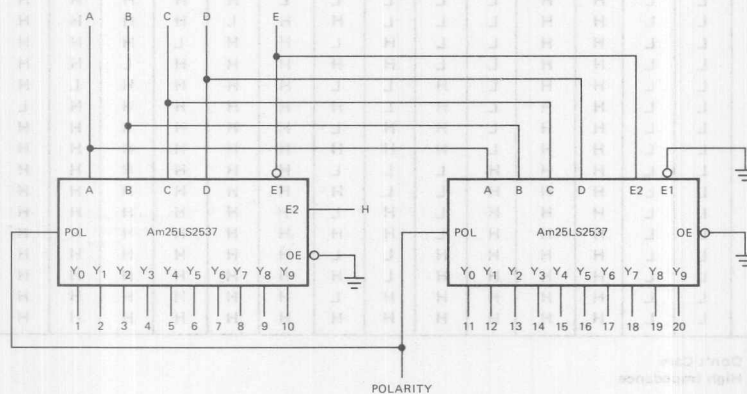 A B C D E
A B C D E1
A B C D E2 E1
E2 H
POL Am25LS2537
OE
POL Am25LS2537 OE
Y0 Y1 Y2 Y3 Y4 Y5 Y6 Y7 Y8 Y9
Y0 Y1 Y2 Y3 Y4 Y5 Y6 Y7 Y8 Y9
1 2 3 4 5 6 7 8 9 10
11 12 13 14 15 16 17 18 19 20
POLARITY